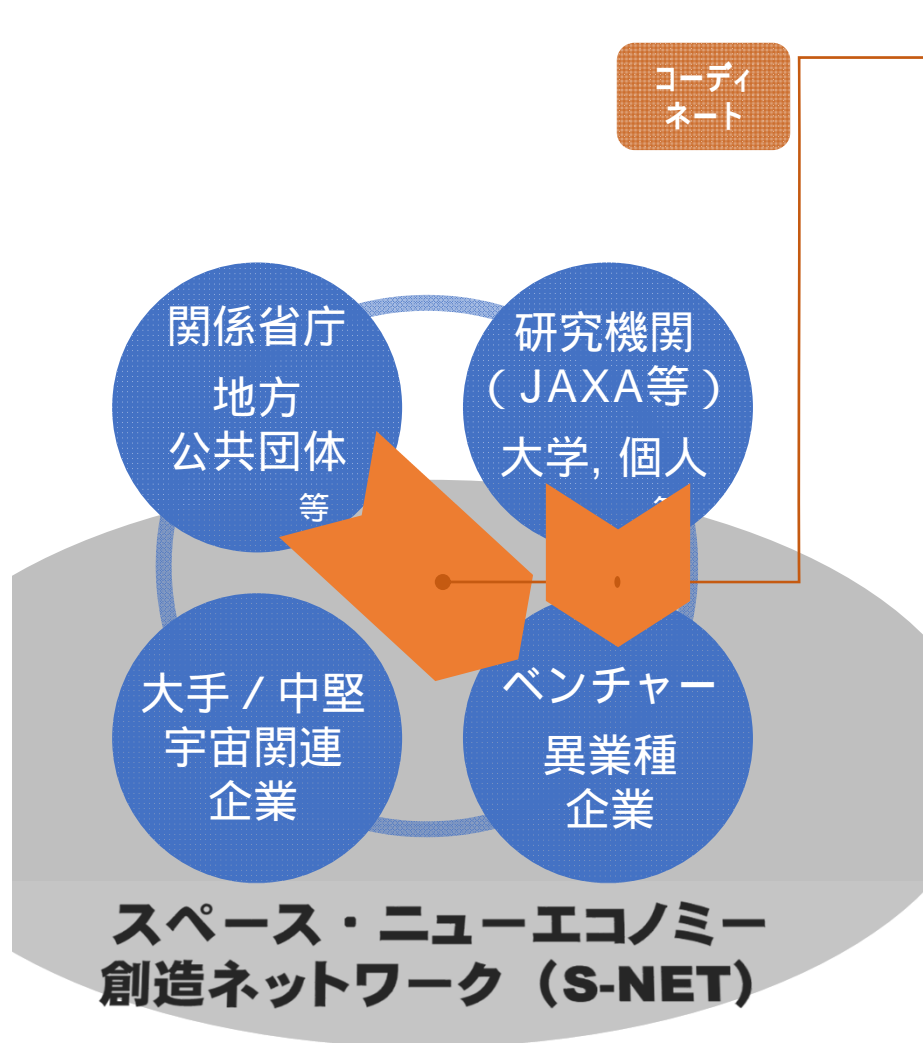 コーディ
ネート
関係省庁
地方
公共団体
等
研究機関
（JAXA等）
大学, 個人
大手／中堅
宇宙関連
企業
ベンチャー
異業種
企業
スペース・ニューエコノミー
創造ネットワーク（S-NET）